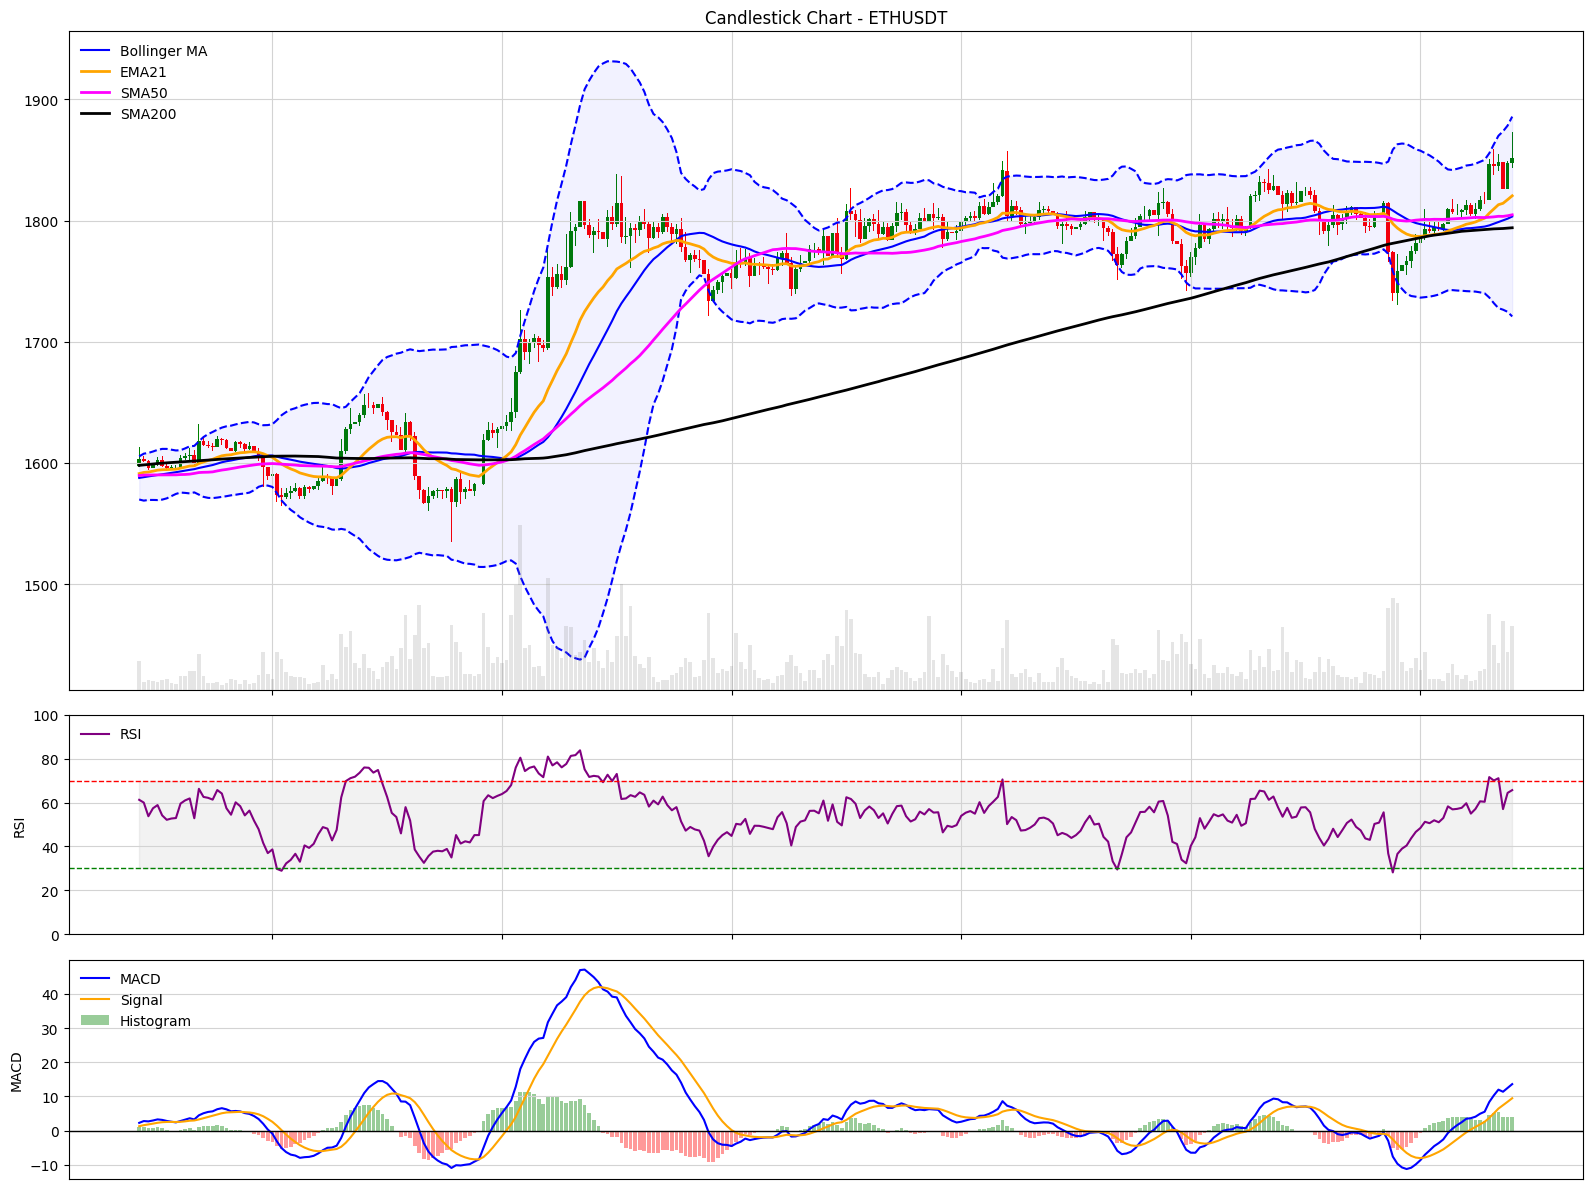 Candlestick Chart - ETHUSDT
Bollinger MA
EMA21
SMA50
SMA200
1900
1800
1700
1600
1500
RSI
100
80
60
40
20
0
RSI
MACD
Signal
Histogram
40
30
20
10
0
−10
MACD